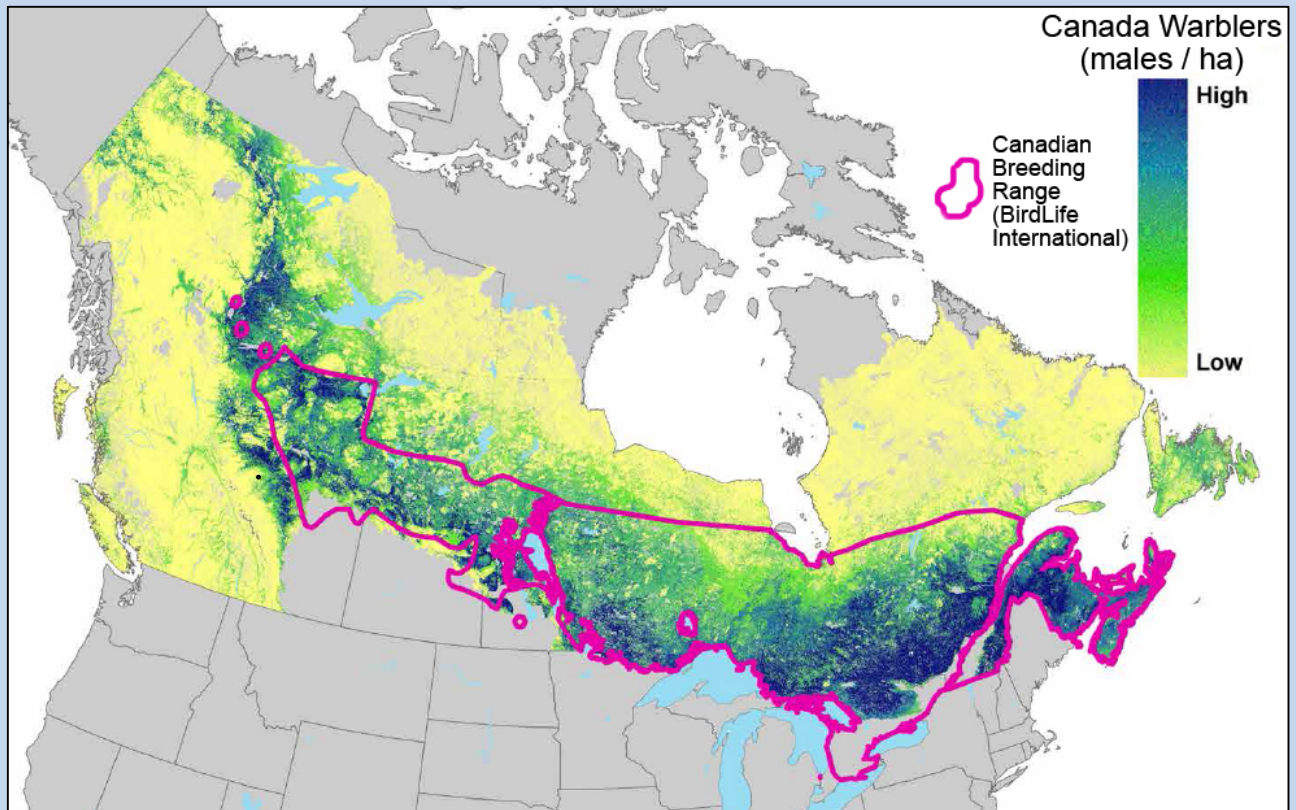 Canada Warblers
(males / ha)
High
Canadian
Breeding
Range
(BirdLife
International)
Low